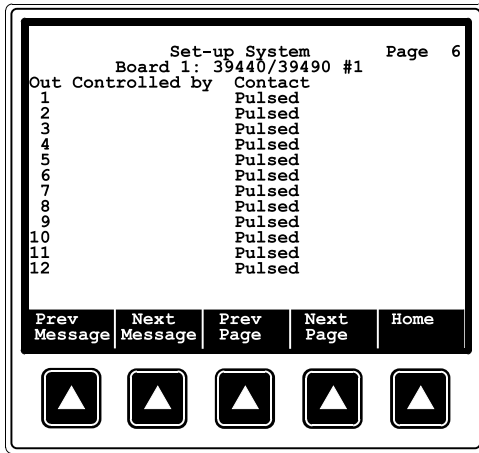 Set-up System Page 6
Board 1: 39440/39490 #1
Out Controlled by Contact
1 Pulsed
2 Pulsed
3 Pulsed
4 Pulsed
5 Pulsed
6 Pulsed
7 Pulsed
8 Pulsed
9 Pulsed
10 Pulsed
11 Pulsed
12 Pulsed
Prev Next Prev Next Home
Message Message Page Page